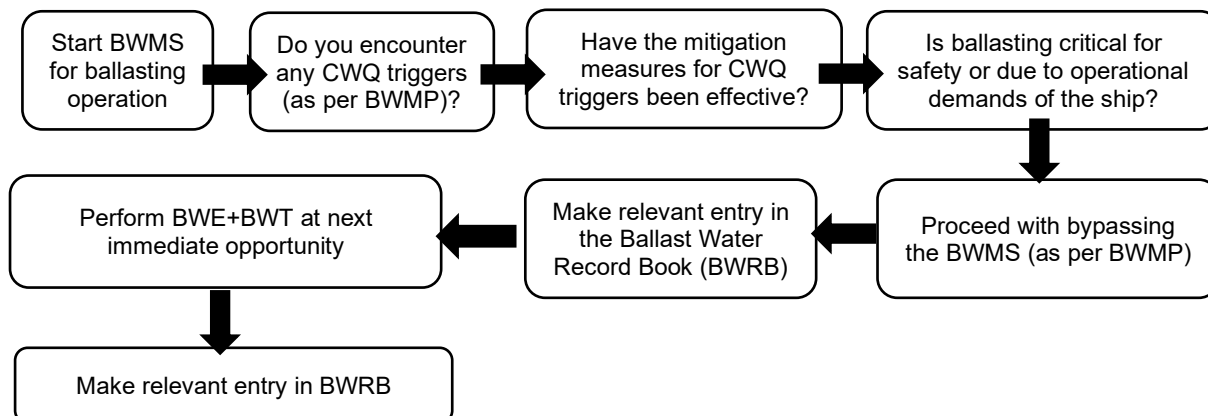 Start BWMS
for ballasting
operation
Do you encounter
any CWQ triggers
(as per BWMP)?
Have the mitigation
measures for CWQ
triggers been effective?
Is ballasting critical for
safety or due to operational
demands of the ship?
Proceed with bypassing
the BWMS (as per BWMP)
Make relevant entry in
the Ballast Water
Record Book (BWRB)
Perform BWE+BWT at next
immediate opportunity
Make relevant entry in BWRB